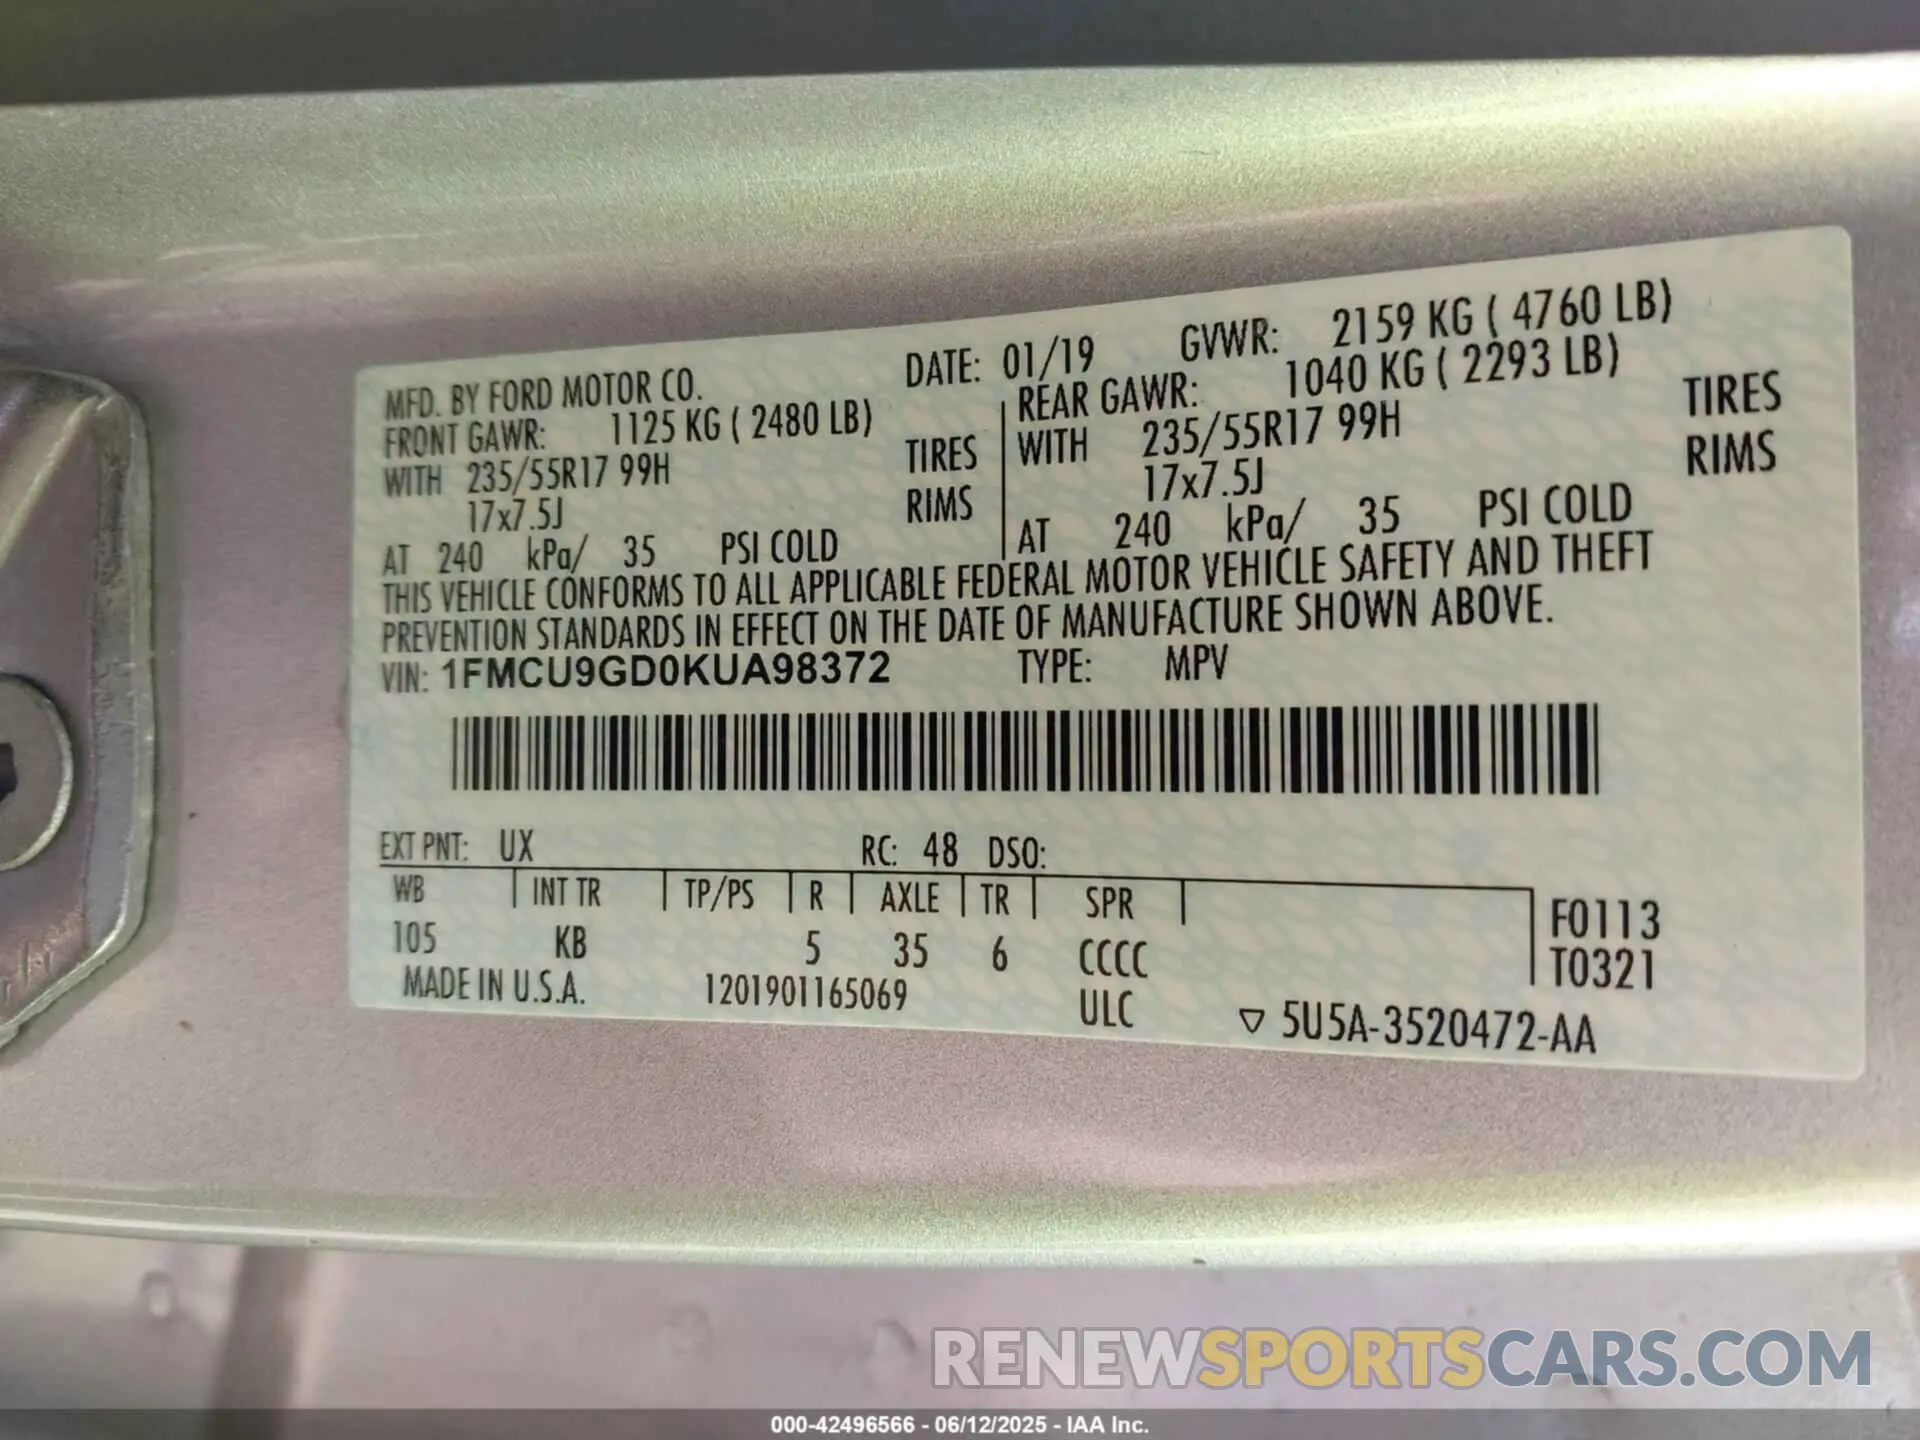 MFD. BY FORD MOTOR CO. DATE: 01/19 GVWR: 2159 KG ( 4760 LB)
FRONT GAWR: 1125 KG ( 2480 LB) REAR GAWR: 1040 KG ( 2293 LB)
WITH 235/55R17 99H TIRES WITH 235/55R17 99H TIRES
17x7.5J RIMS 17x7.5J RIMS
AT 240 kPa/ 35 PSI COLD AT 240 kPa/ 35 PSI COLD
THIS VEHICLE CONFORMS TO ALL APPLICABLE FEDERAL MOTOR VEHICLE SAFETY AND THEFT
PREVENTION STANDARDS IN EFFECT ON THE DATE OF MANUFACTURE SHOWN ABOVE.
VIN: 1FMCU9GD0KUA98372 TYPE: MPV
EXT PNT: UX RC: 48 DSO:
WB INT TR TP/PS R AXLE TR SPR F0113
105 KB 5 35 6 CCCC T0321
MADE IN U.S.A. 1201901165069 ULC ▽ 5U5A-3520472-AA
RENEWSPORTSCARS.COM
000-42496566 - 06/12/2025 - IAA Inc.